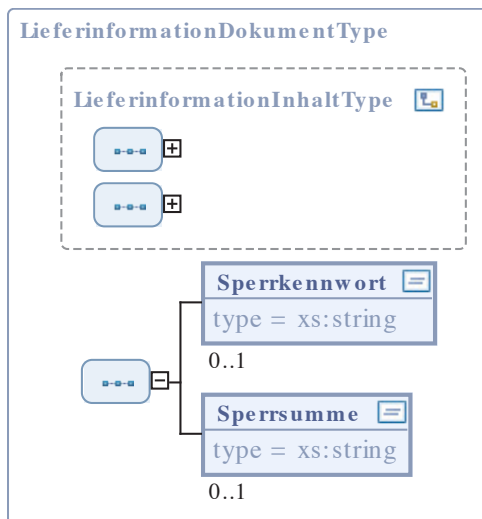 LieferinformationDokumentType
LieferinformationInhaltType
Sperrkennwort
type = xs:string
0..1
Sperrsumme
type = xs:string
0..1